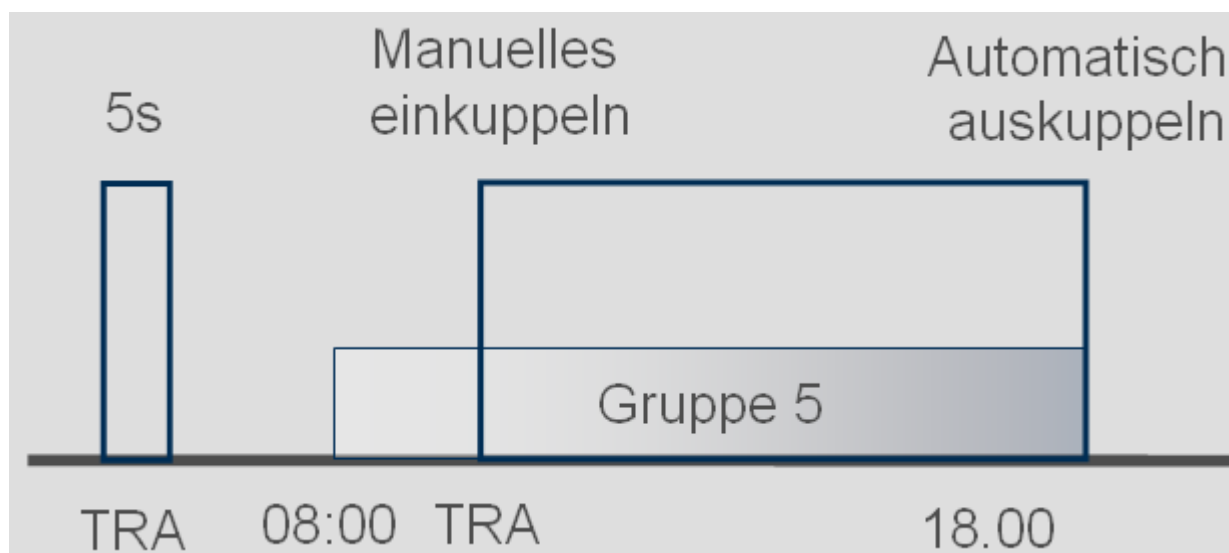 Manuelles
einkuppeln
Automatisch
auskuppeln
5s
Gruppe 5
TRA
08:00
TRA
18.00